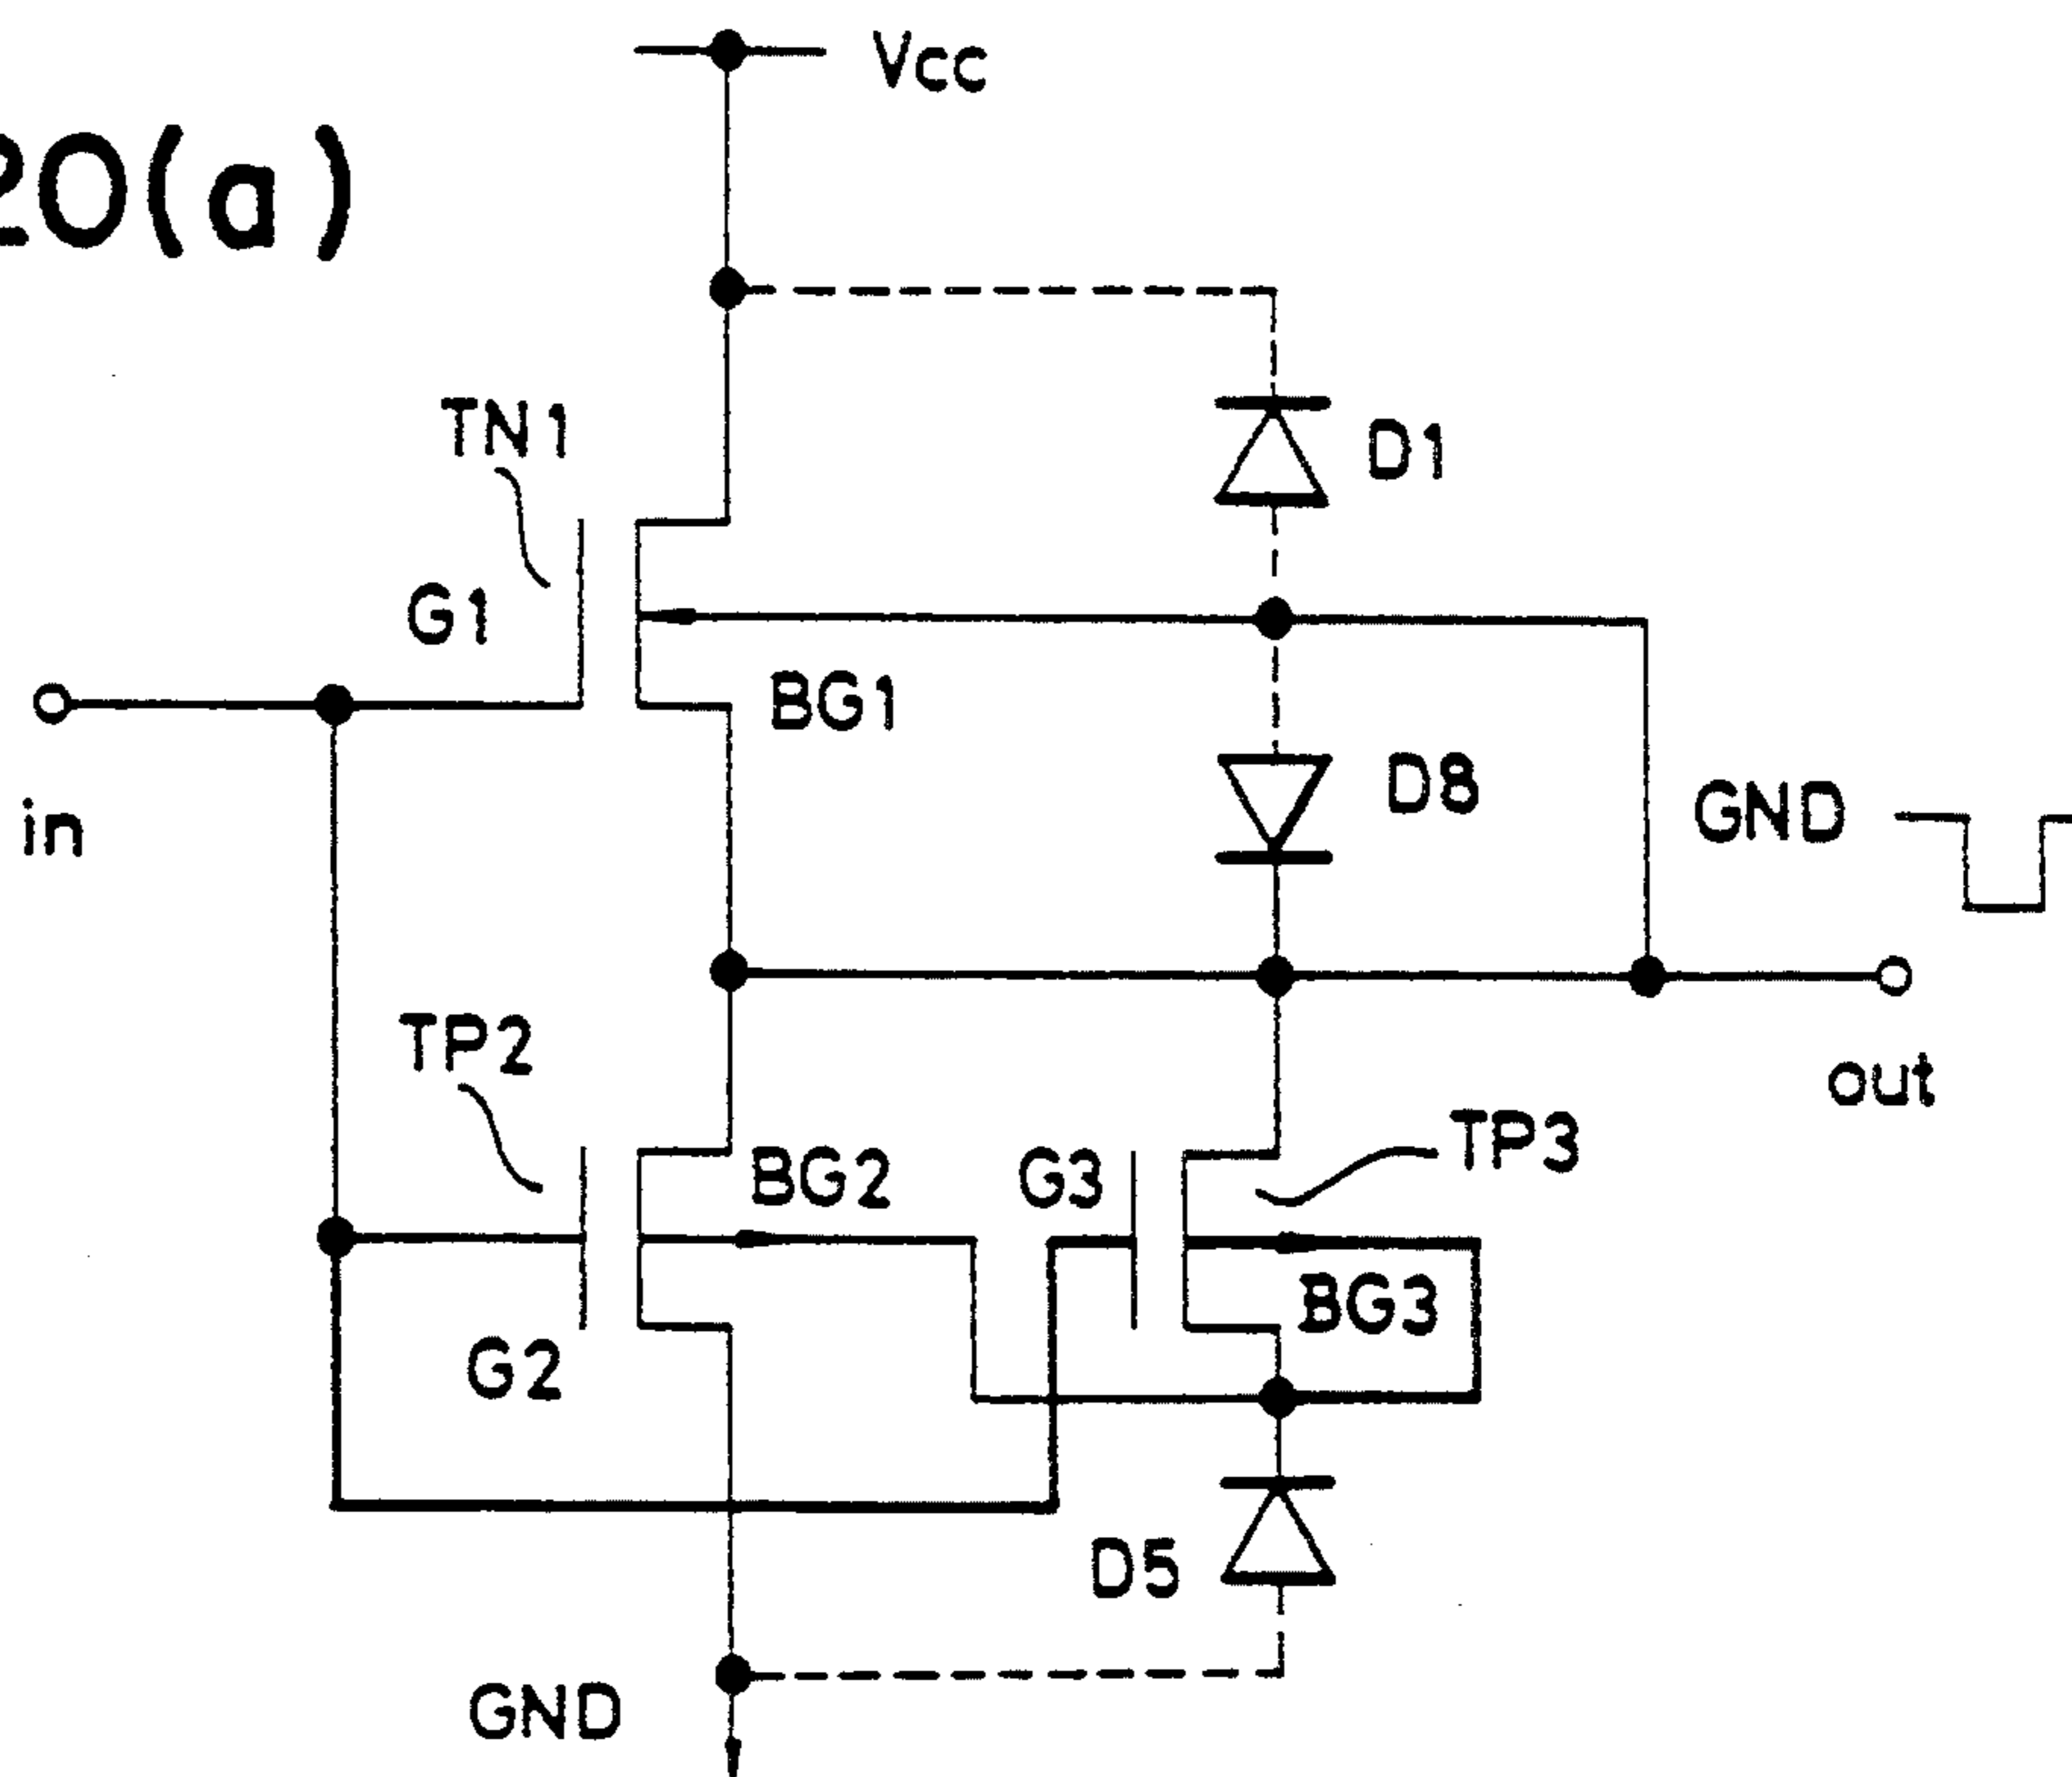 Vcc
20(a)
TN1
D1
G1
BG1
D8
GND
in
TP2
out
TP3
BG2
G3
BG3
G2
D5
GND